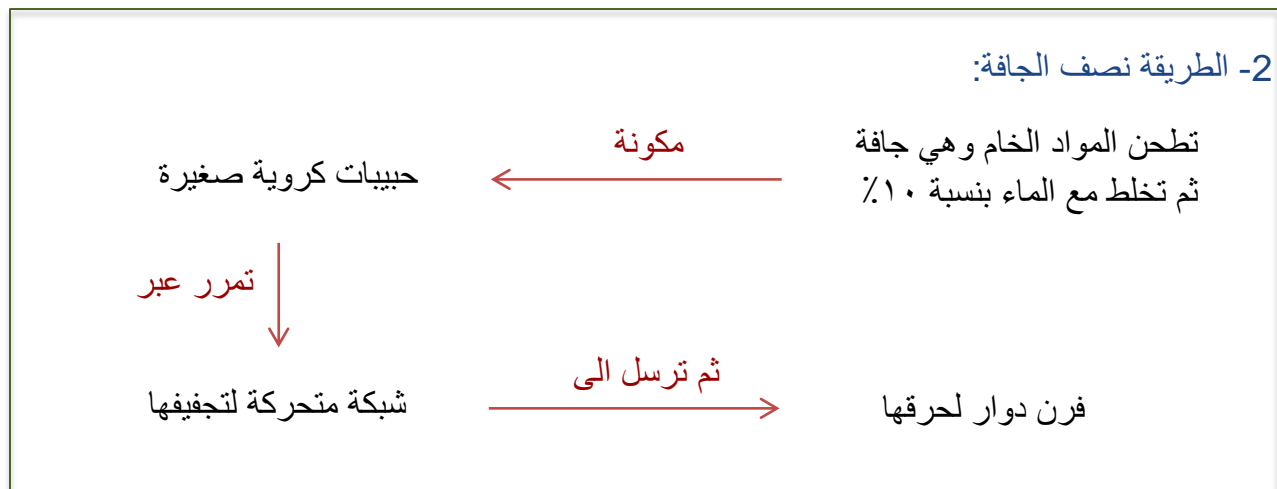 2- الطريقة نصف الجافة:
تطحن المواد الخام وهي جافة
ثم تخلط مع الماء بنسبة ١٠٪
مكونة
حبيبات كروية صغيرة
تمرر عبر
شبكة متحركة لتجفيفها
ثم ترسل الى
فرن دوار لحرقها